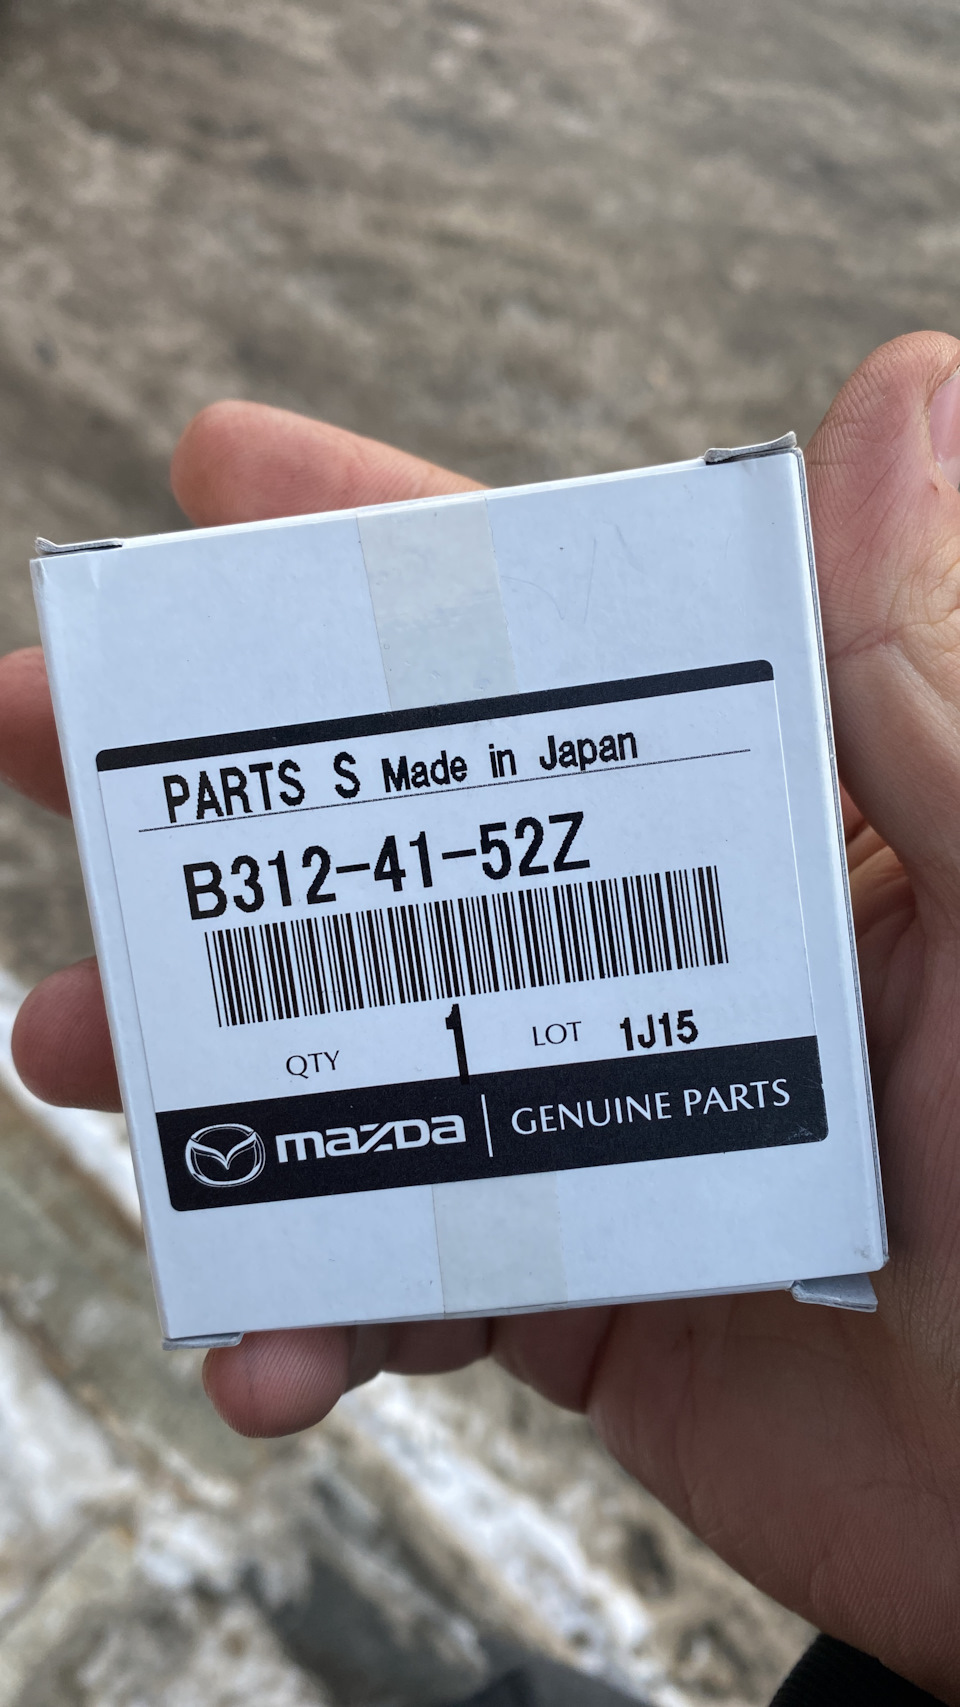 PARTS S Made in Japan
B312-41-52Z
QTY 1 LOT 1J15
mazda GENUINE PARTS